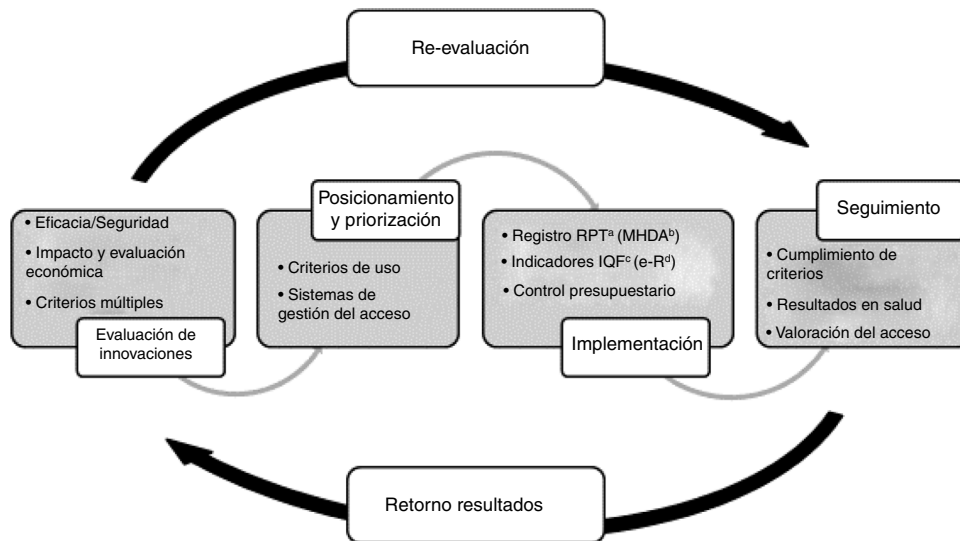 Re-evaluación
• Eficacia/Seguridad
• Impacto y evaluación
económica
• Criterios múltiples
Evaluación de
innovaciones
Posicionamiento
y priorización
• Criterios de uso
• Sistemas de
gestión del acceso
• Registro RPTᵃ (MHDAᵇ)
• Indicadores IQFᶜ (e-Rᵈ)
• Control presupuestario
Implementación
Seguimiento
• Cumplimiento de
criterios
• Resultados en salud
• Valoración del acceso
Retorno resultados